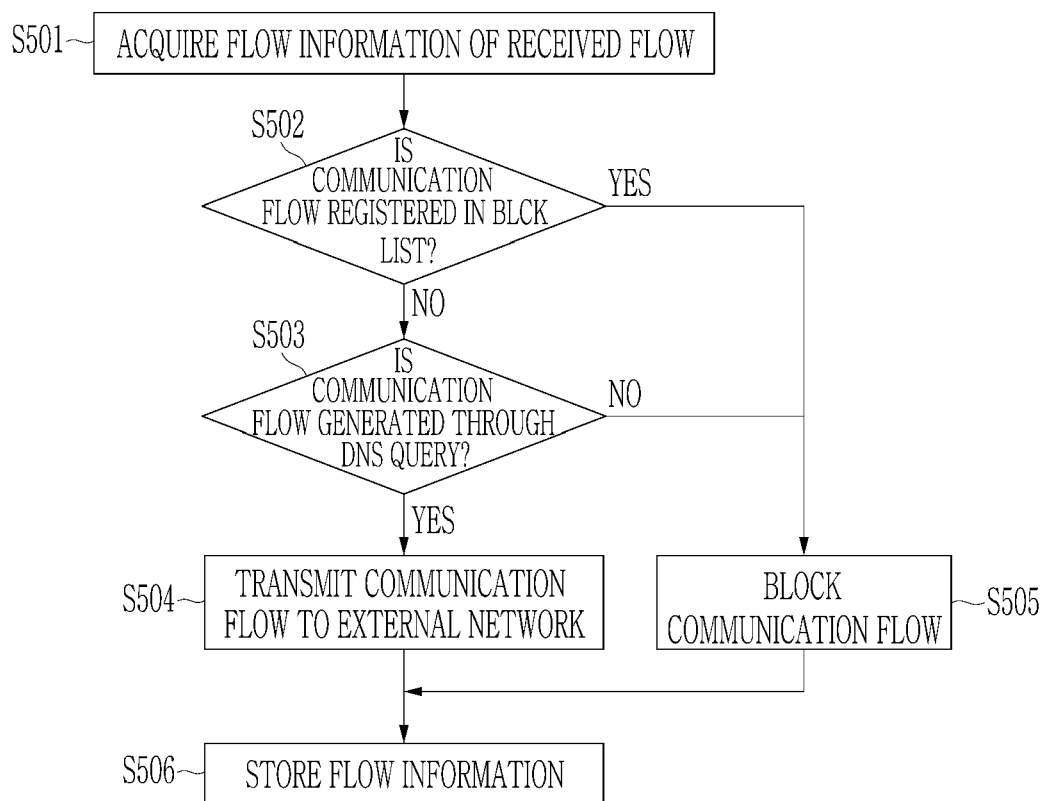 S501
ACQUIRE FLOW INFORMATION OF RECEIVED FLOW
S502
IS
COMMUNICATION
FLOW REGISTERED IN BLCK
LIST?
YES
NO
S503
IS
COMMUNICATION
FLOW GENERATED THROUGH
DNS QUERY?
NO
YES
S504
TRANSMIT COMMUNICATION
FLOW TO EXTERNAL NETWORK
BLOCK
COMMUNICATION FLOW
S505
S506
STORE FLOW INFORMATION